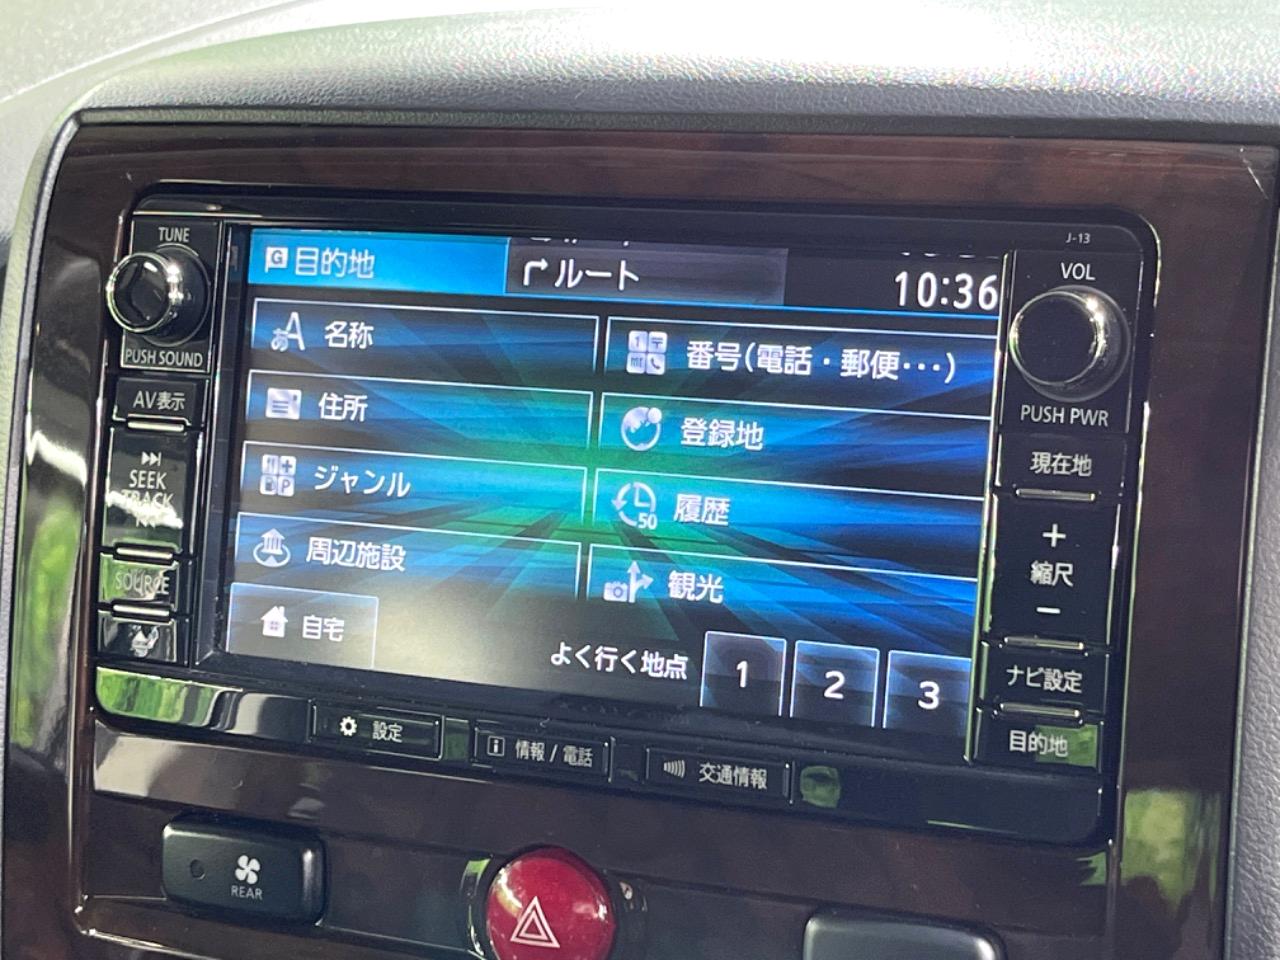 TUNE
PUSH SOUND
AV表示
SEEK
TRACK
SOURCE
目的地
ルート
10:36
あA 名称
番号(電話・郵便…)
住所
登録地
ジャンル
50 履歴
周辺施設
観光
自宅
よく行く地点
1
2
3
J-13
VOL
PUSH PWR
現在地
+
縮尺
−
ナビ設定
目的地
設定
i 情報 / 電話
交通情報
REAR